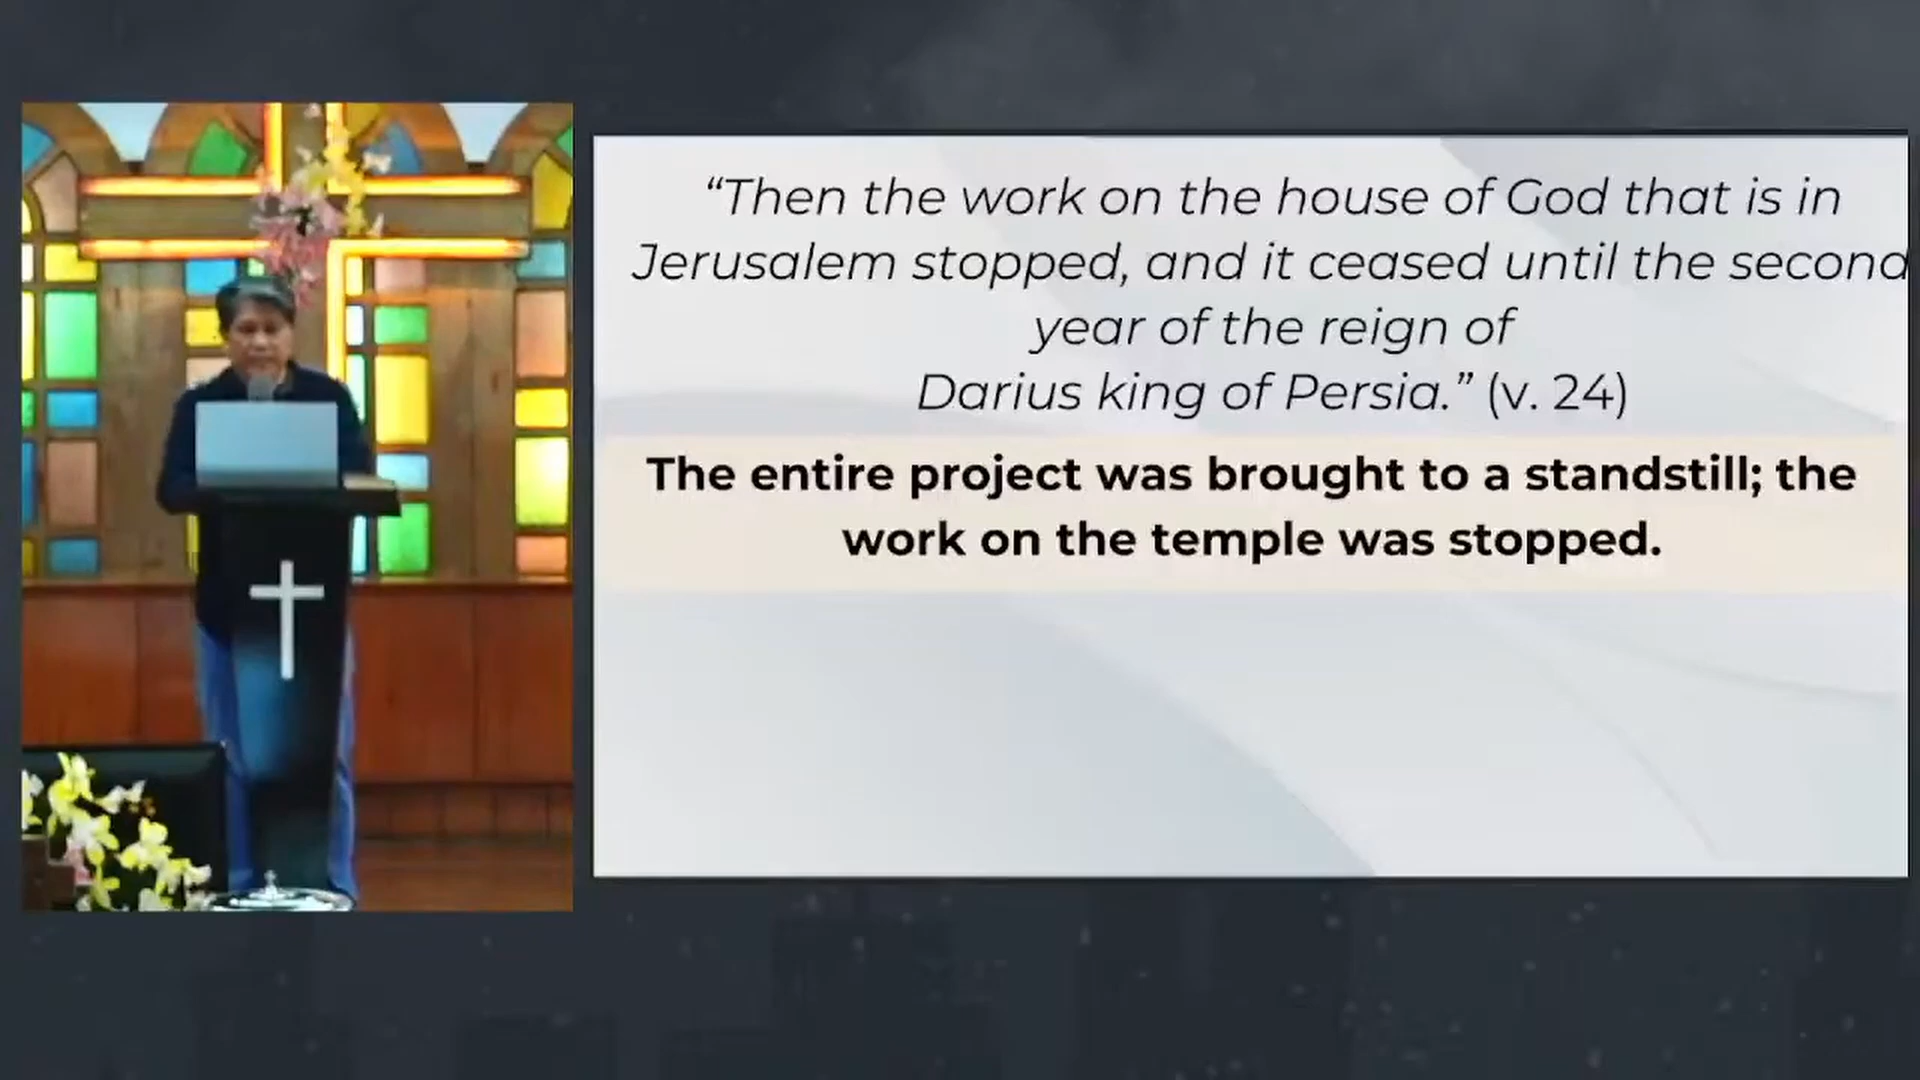 “Then the work on the house of God that is in
Jerusalem stopped, and it ceased until the second
year of the reign of
Darius king of Persia.” (v. 24)
The entire project was brought to a standstill; the
work on the temple was stopped.